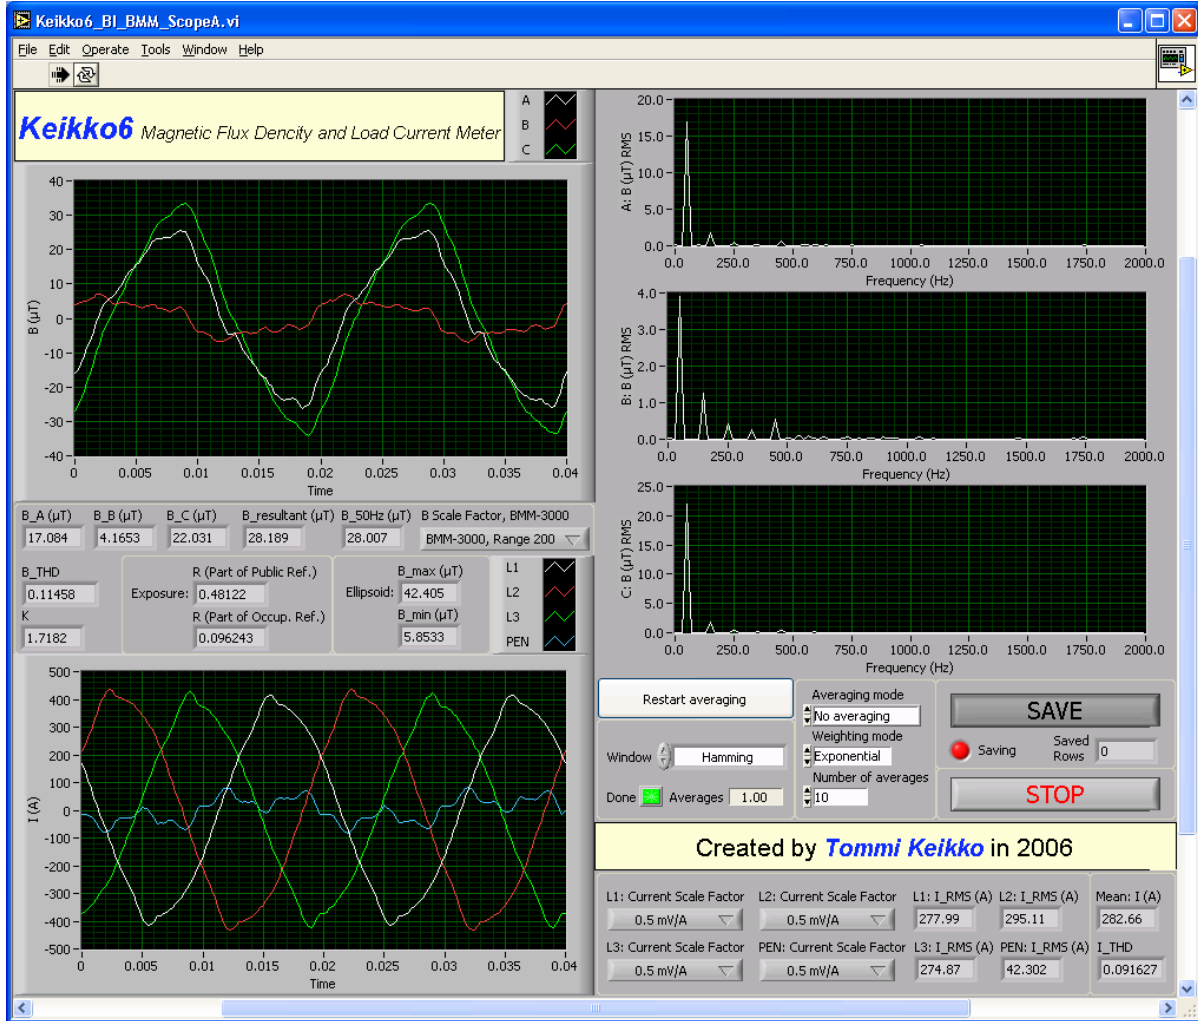 Keikko6_BI_BMM_ScopeA.vi
File Edit Operate Tools Window Help
Keikko6 Magnetic Flux Dencity and Load Current Meter
A
B
C
B (µT)
40
30
20
10
0
-10
-20
-30
-40
0 0.005 0.01 0.015 0.02 0.025 0.03 0.035 0.04
Time
B_A (µT) B_B (µT) B_C (µT) B_resultant (µT) B_50Hz (µT) B Scale Factor, BMM-3000
17.084 4.1653 22.031 28.189 28.007 BMM-3000, Range 200
B_THD
0.11458
K
1.7182
R (Part of Public Ref.)
Exposure: 0.48122
R (Part of Occup. Ref.)
0.096243
B_max (µT)
Ellipsoid: 42.405
B_min (µT)
5.8533
L1
L2
L3
PEN
I (A)
500
400
300
200
100
0
-100
-200
-300
-400
-500
0 0.005 0.01 0.015 0.02 0.025 0.03 0.035 0.04
Time
A: B (µT) RMS
20.0
15.0
10.0
5.0
0.0
0.0 250.0 500.0 750.0 1000.0 1250.0 1500.0 1750.0 2000.0
Frequency (Hz)
B: B (µT) RMS
4.0
3.0
2.0
1.0
0.0
0.0 250.0 500.0 750.0 1000.0 1250.0 1500.0 1750.0 2000.0
Frequency (Hz)
C: B (µT) RMS
25.0
20.0
15.0
10.0
5.0
0.0
0.0 250.0 500.0 750.0 1000.0 1250.0 1500.0 1750.0 2000.0
Frequency (Hz)
Restart averaging
Window Hamming
Done Averages 1.00
Averaging mode
No averaging
Weighting mode
Exponential
Number of averages
10
SAVE
Saving Saved Rows 0
STOP
Created by Tommi Keikko in 2006
L1: Current Scale Factor L2: Current Scale Factor L1: I_RMS (A) L2: I_RMS (A) Mean: I (A)
0.5 mV/A 0.5 mV/A 277.99 295.11 282.66
L3: Current Scale Factor PEN: Current Scale Factor L3: I_RMS (A) PEN: I_RMS (A) I_THD
0.5 mV/A 0.5 mV/A 274.87 42.302 0.091627